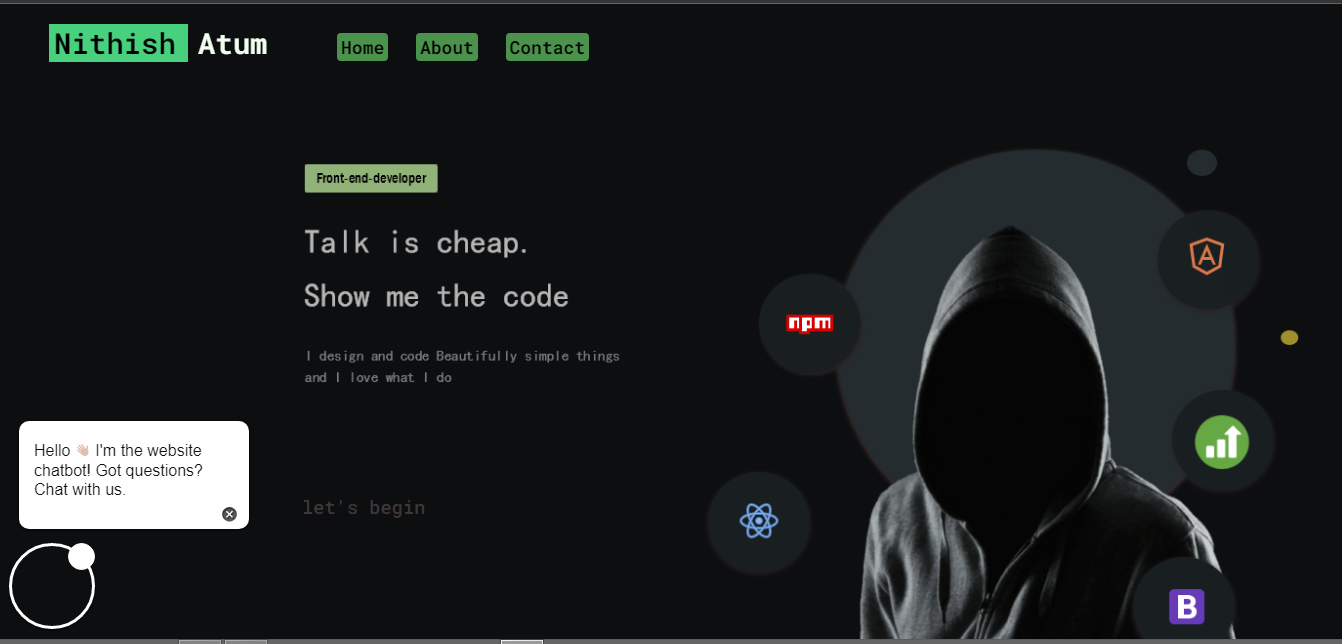 Nithish Atum
Home About Contact
Front-end-developer
Talk is cheap.
Show me the code
I design and code Beautifully simple things
and I love what I do
let's begin
Hello 👋🏻 I'm the website
chatbot! Got questions?
Chat with us.
npm
A
B